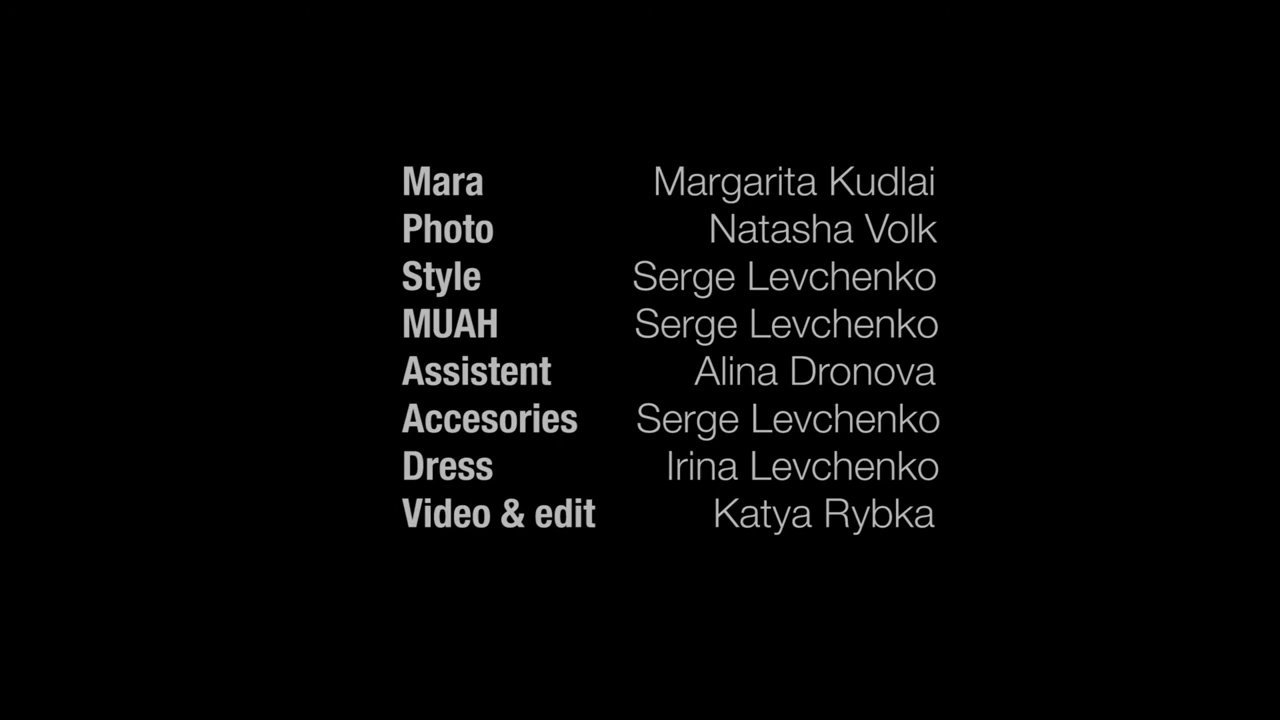 Mara Margarita Kudlai
Photo Natasha Volk
Style Serge Levchenko
MUAH Serge Levchenko
Assistent Alina Dronova
Accesories Serge Levchenko
Dress Irina Levchenko
Video & edit Katya Rybka